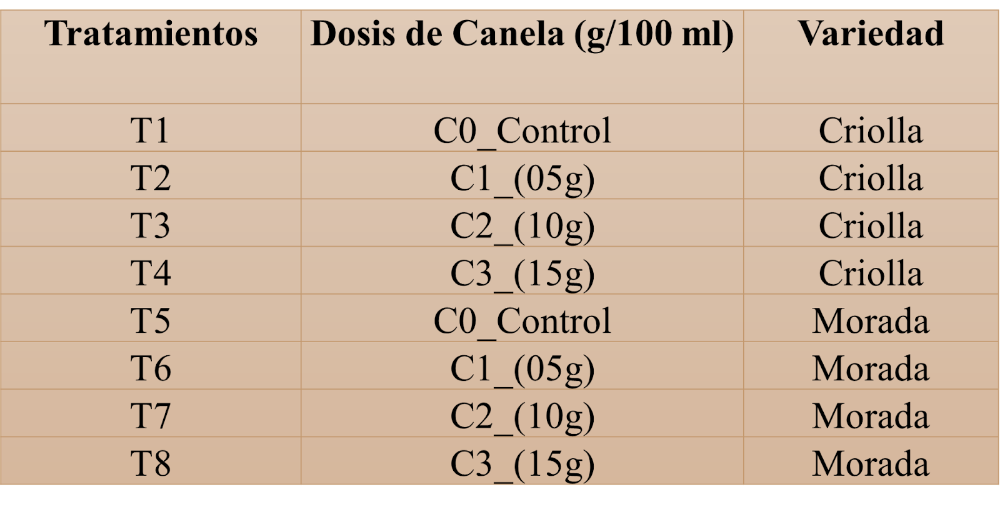 Tratamientos Dosis de Canela (g/100 ml) Variedad
T1 C0_Control Criolla
T2 C1_(05g) Criolla
T3 C2_(10g) Criolla
T4 C3_(15g) Criolla
T5 C0_Control Morada
T6 C1_(05g) Morada
T7 C2_(10g) Morada
T8 C3_(15g) Morada